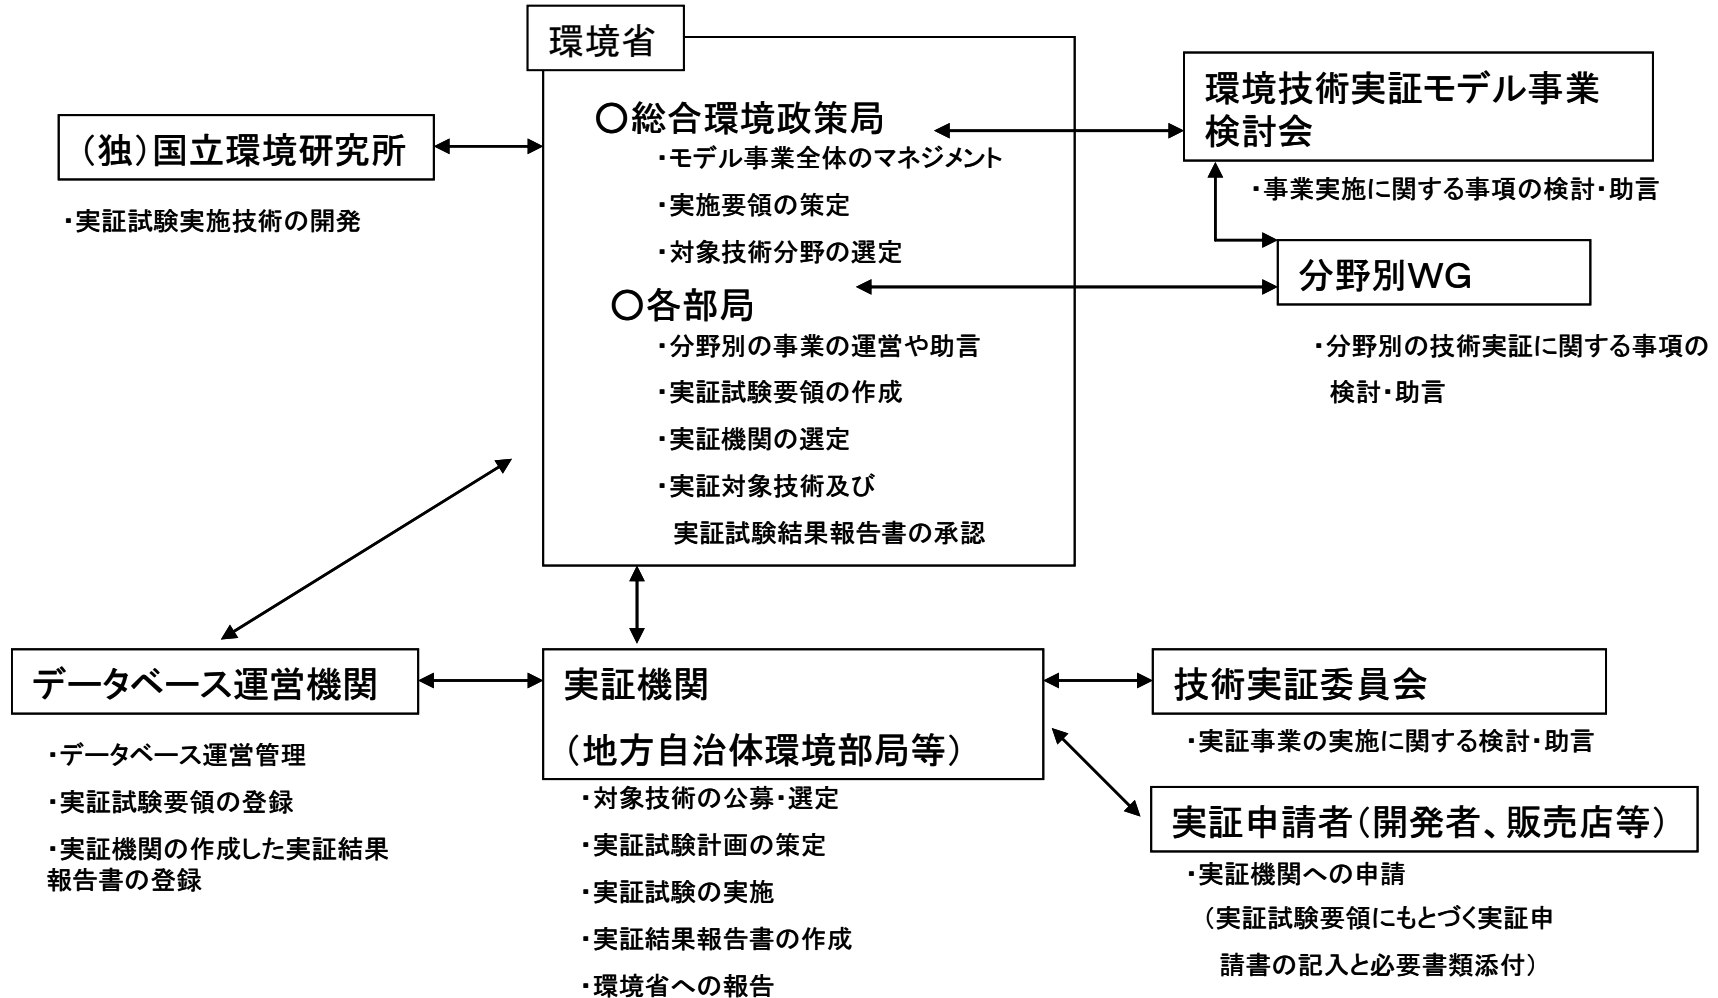 環境省
○総合環境政策局
・モデル事業全体のマネジメント
・実施要領の策定
・対象技術分野の選定
○各部局
・分野別の事業の運営や助言
・実証試験要領の作成
・実証機関の選定
・実証対象技術及び
実証試験結果報告書の承認
(独)国立環境研究所
・実証試験実施技術の開発
環境技術実証モデル事業
検討会
・事業実施に関する事項の検討・助言
分野別WG
・分野別の技術実証に関する事項の
検討・助言
データベース運営機関
・データベース運営管理
・実証試験要領の登録
・実証機関の作成した実証結果
報告書の登録
実証機関
(地方自治体環境部局等)
・対象技術の公募・選定
・実証試験計画の策定
・実証試験の実施
・実証結果報告書の作成
・環境省への報告
技術実証委員会
・実証事業の実施に関する検討・助言
実証申請者(開発者、販売店等)
・実証機関への申請
(実証試験要領にもとづく実証申
請書の記入と必要書類添付)